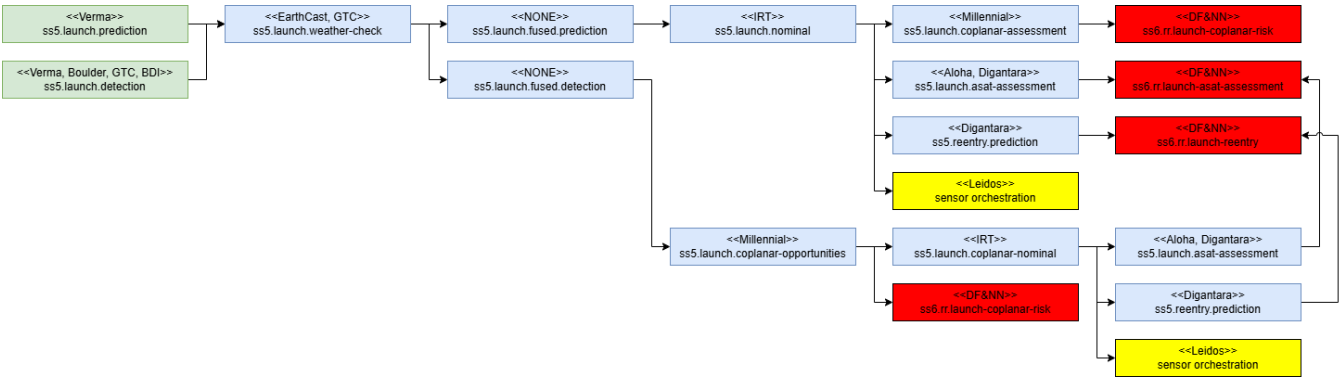 <<Verma>>
ss5.launch.prediction
<<EarthCast, GTC>>
ss5.launch.weather-check
<<NONE>>
ss5.launch.fused.prediction
<<IRT>>
ss5.launch.nominal
<<Millennial>>
ss5.launch.coplanar-assessment
<<DF&NN>>
ss6.rr.launch-coplanar-risk
<<Verma, Boulder, GTC, BDI>>
ss5.launch.detection
<<NONE>>
ss5.launch.fused.detection
<<Aloha, Digantara>>
ss5.launch.asat-assessment
<<DF&NN>>
ss6.rr.launch-asat-assessment
<<Digantara>>
ss5.reentry.prediction
<<DF&NN>>
ss6.rr.launch-reentry
<<Leidos>>
sensor orchestration
<<Millennial>>
ss5.launch.coplanar-opportunities
<<IRT>>
ss5.launch.coplanar-nominal
<<Aloha, Digantara>>
ss5.launch.asat-assessment
<<DF&NN>>
ss6.rr.launch-coplanar-risk
<<Digantara>>
ss5.reentry.prediction
<<Leidos>>
sensor orchestration